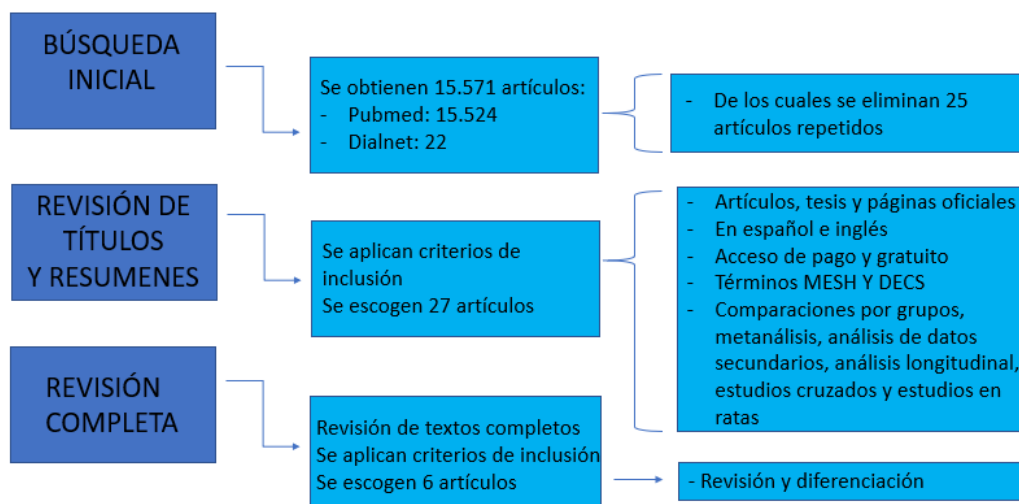 BÚSQUEDA
INICIAL
Se obtienen 15.571 artículos:
- Pubmed: 15.524
- Dialnet: 22
- De los cuales se eliminan 25
artículos repetidos
REVISIÓN DE
TÍTULOS
Y RESUMENES
Se aplican criterios de
inclusión
Se escogen 27 artículos
- Artículos, tesis y páginas oficiales
- En español e inglés
- Acceso de pago y gratuito
- Términos MESH Y DECS
- Comparaciones por grupos,
metanálisis, análisis de datos
secundarios, análisis longitudinal,
estudios cruzados y estudios en
ratas
REVISIÓN
COMPLETA
Revisión de textos completos
Se aplican criterios de inclusión
Se escogen 6 artículos
- Revisión y diferenciación